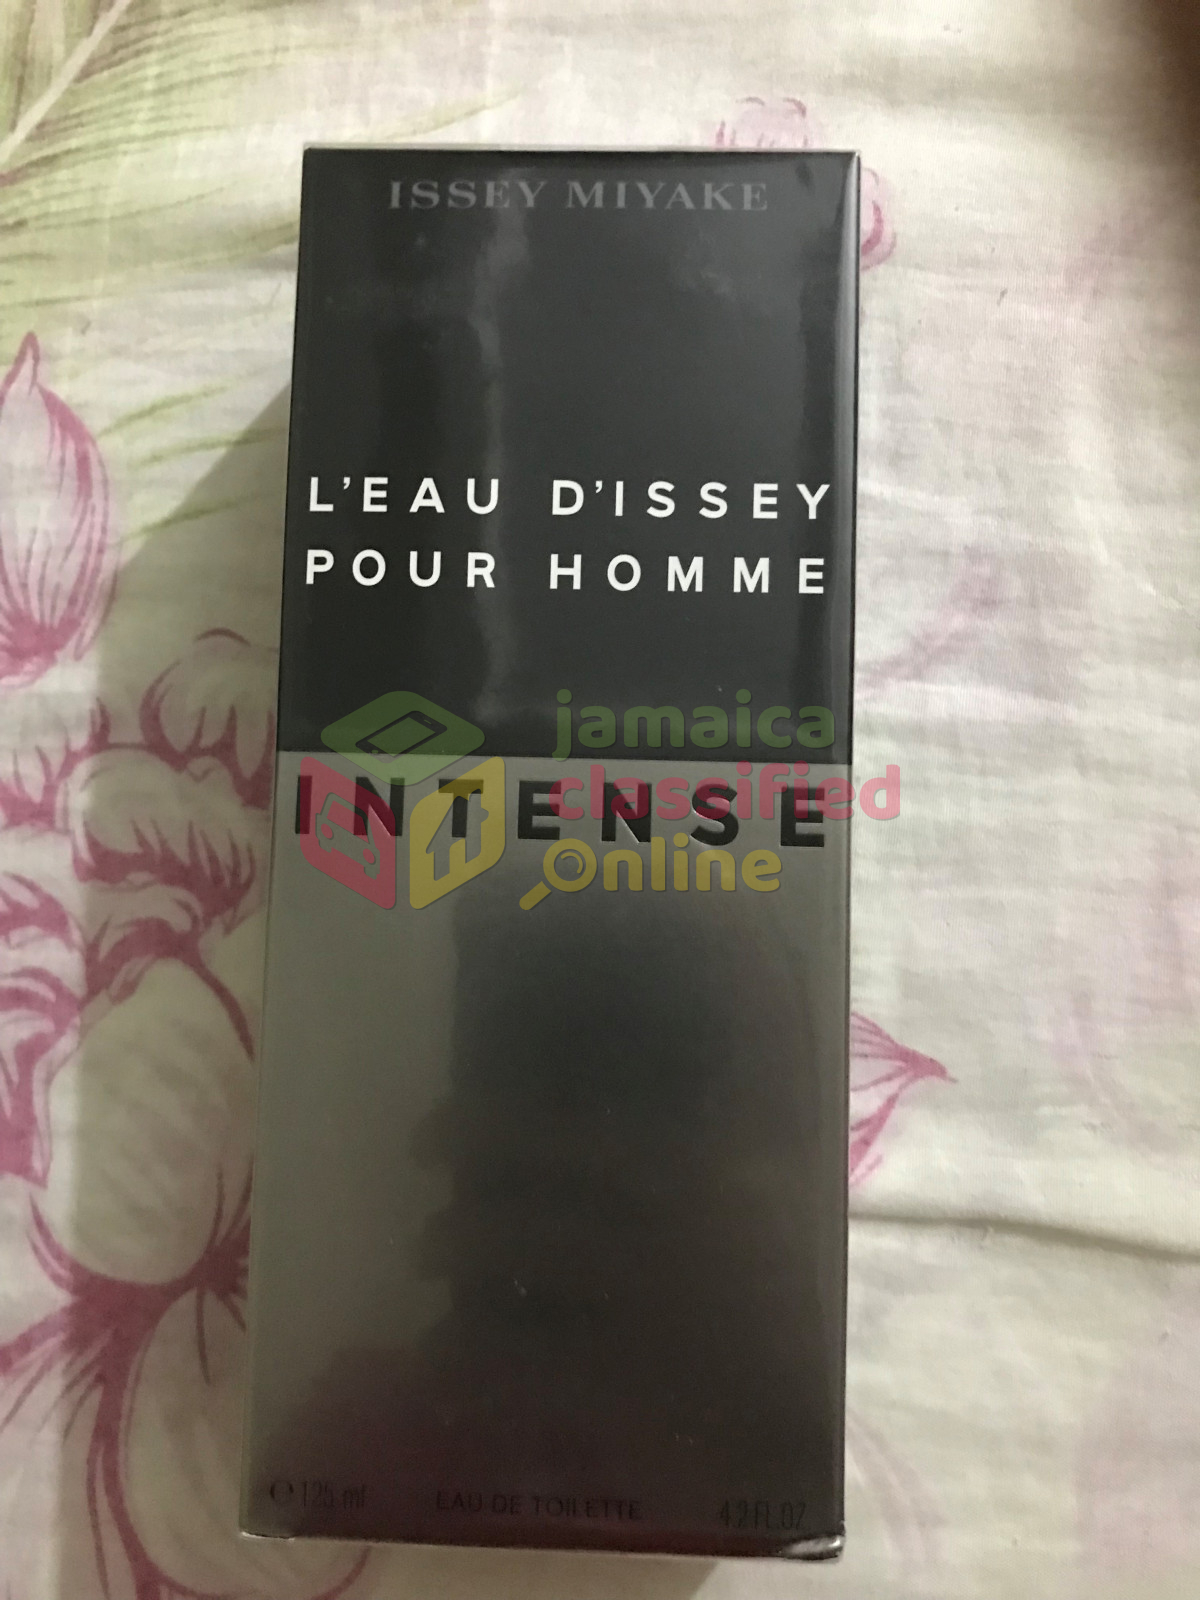 ISSEY MIYAKE
L'EAU D'ISSEY
POUR HOMME
jamaica
classified
INTENSE
Online
℮ 125 ml EAU DE TOILETTE 4.2 FL.OZ